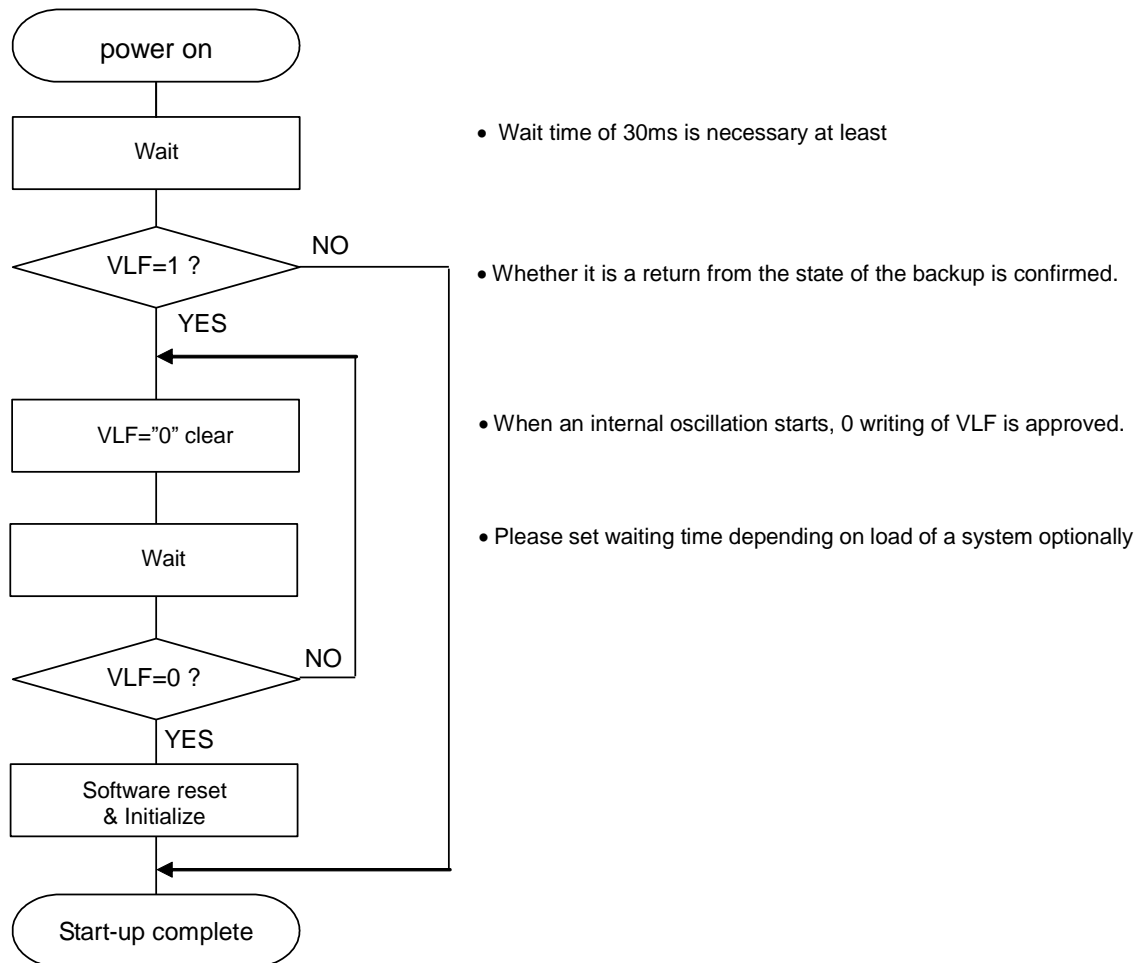 power on
Wait
• Wait time of 30ms is necessary at least
VLF=1 ?
NO
• Whether it is a return from the state of the backup is confirmed.
YES
VLF=”0” clear
• When an internal oscillation starts, 0 writing of VLF is approved.
Wait
• Please set waiting time depending on load of a system optionally
VLF=0 ?
NO
YES
Software reset
& Initialize
Start-up complete